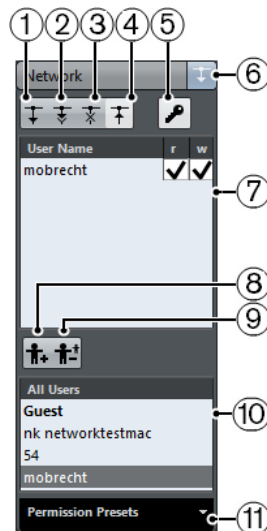 1 2 3 4 5
Network 6
User Name r w
mobrecht 7
8
9
All Users
Guest 10
nk networktestmac
54
mobrecht
Permission Presets 11